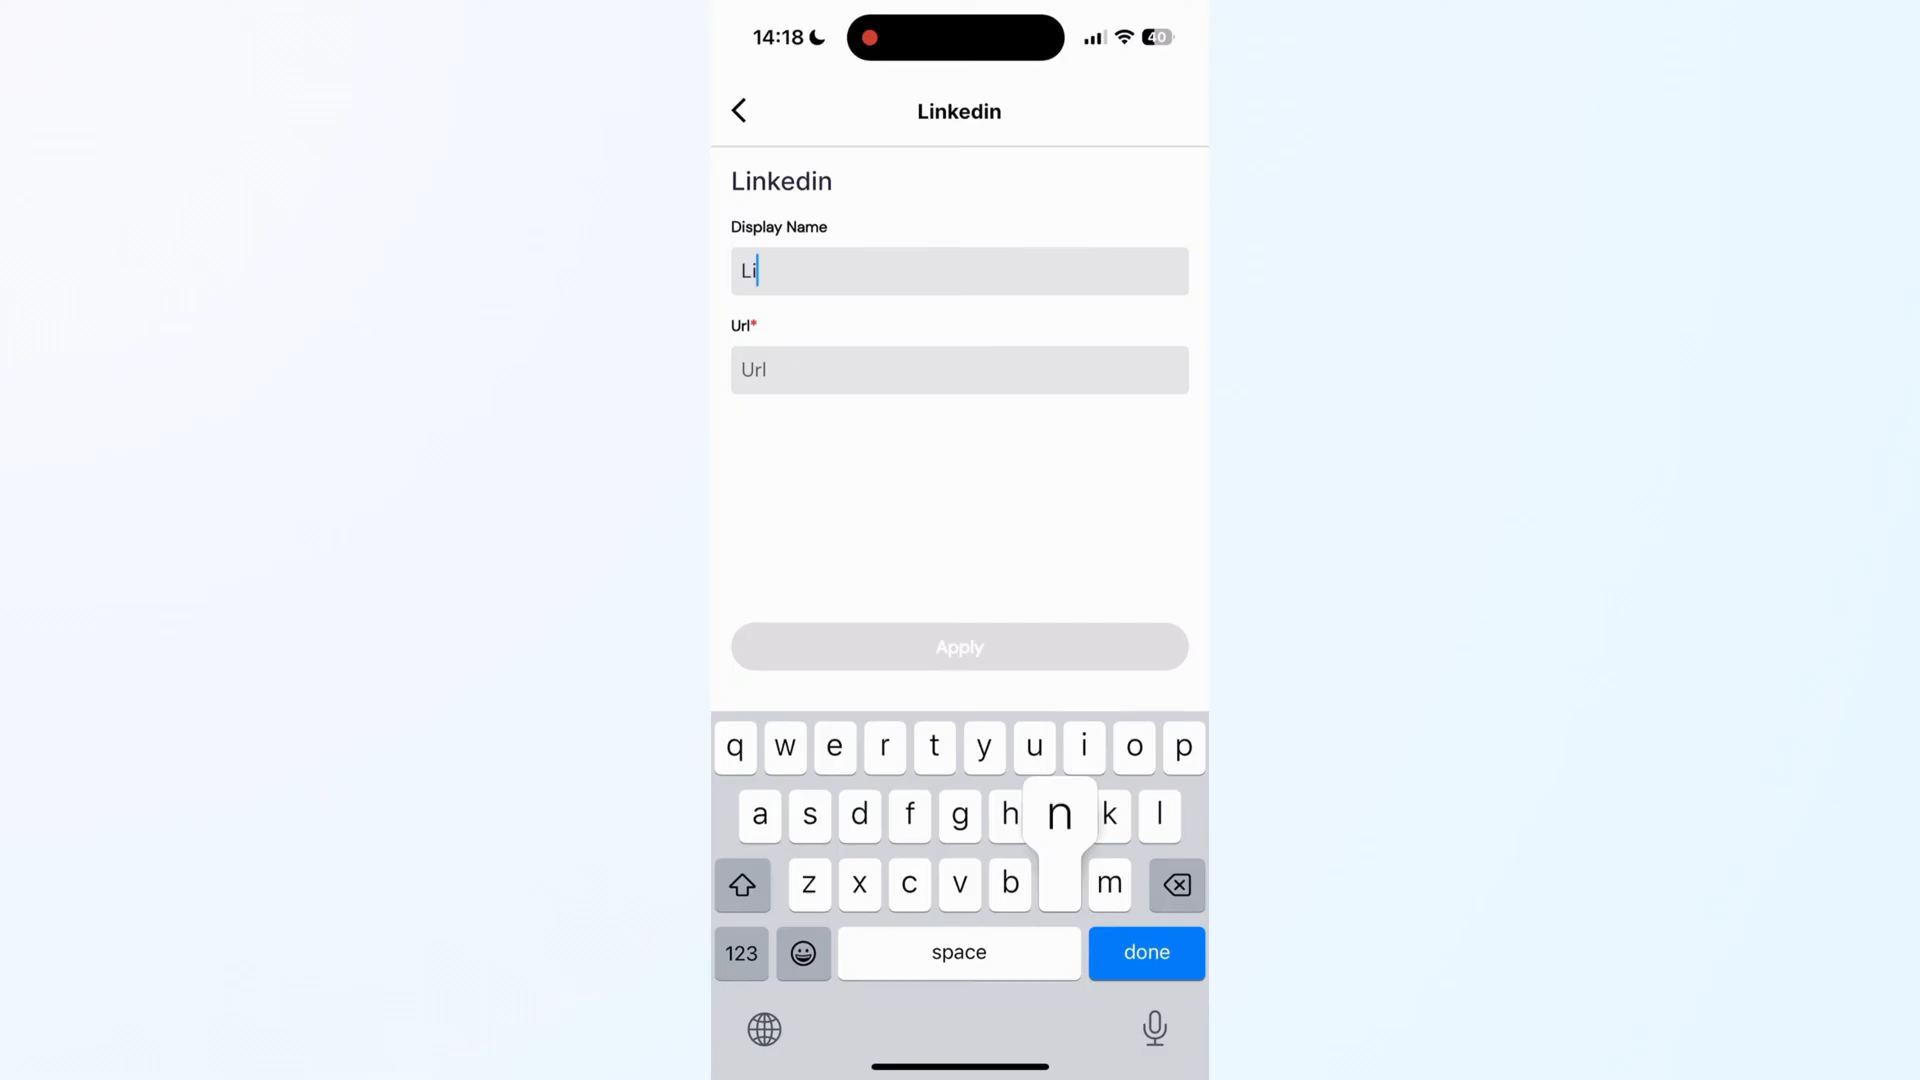 14:18
40
Linkedin
Linkedin
Display Name
Li
Url*
Url
Apply
q w e r t y u i o p
a s d f g h n k l
z x c v b m
123 space done